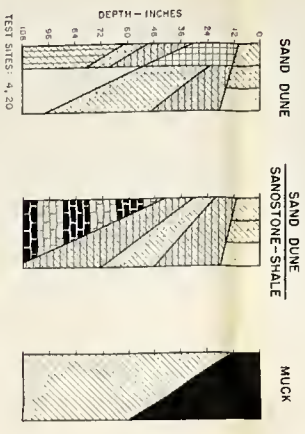 DEPTH – INCHES
0
12
24
36
48
60
72
84
96
108
TEST SITES: 4, 20
SAND DUNE
SAND DUNE
SANDSTONE-SHALE
MUCK